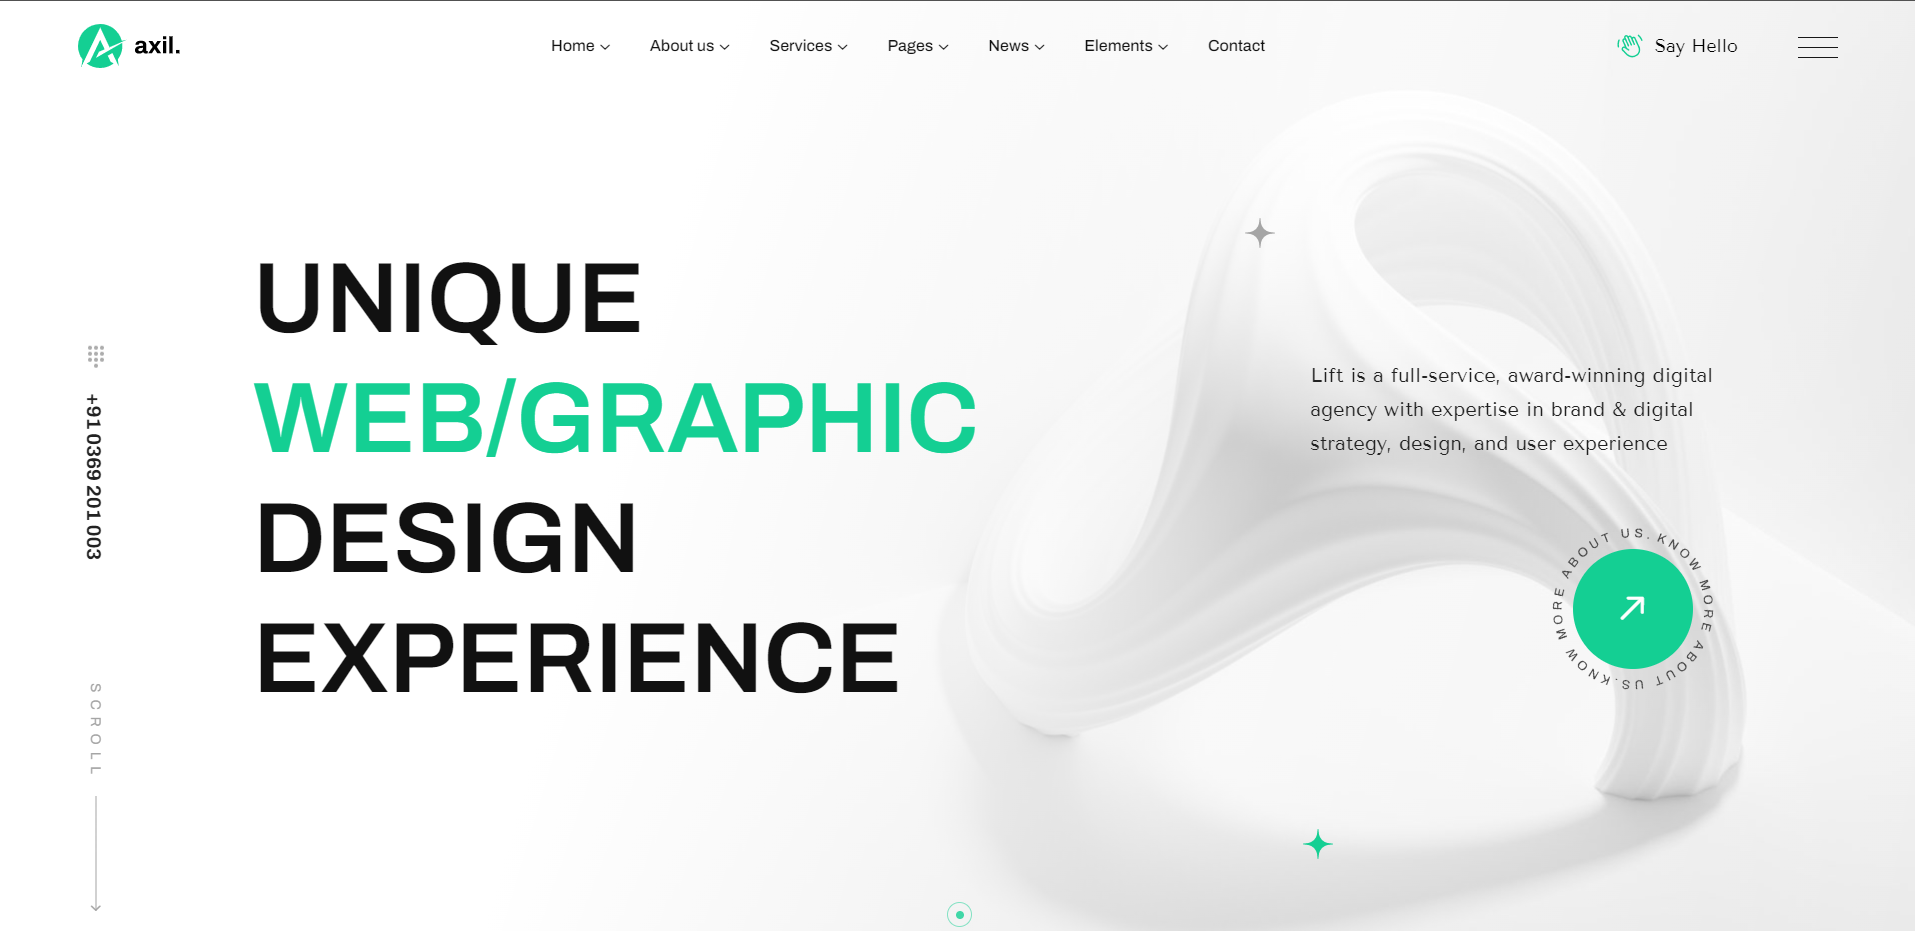 axil.
Home
About us
Services
Pages
News
Elements
Contact
Say Hello
UNIQUE
WEB/GRAPHIC
DESIGN
EXPERIENCE
Lift is a full-service, award-winning digital
agency with expertise in brand & digital
strategy, design, and user experience
KNOW MORE ABOUT US.KNOW MORE ABOUT US.
+91 0369 201 003
SCROLL